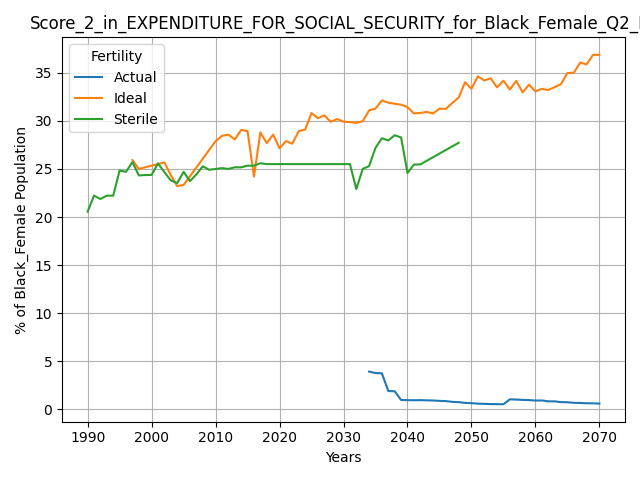 Score_2_in_EXPENDITURE_FOR_SOCIAL_SECURITY_for_Black_Female_Q2_
Fertility
Actual
Ideal
Sterile
% of Black_Female Population
35
30
25
20
15
10
5
0
1990 2000 2010 2020 2030 2040 2050 2060 2070
Years